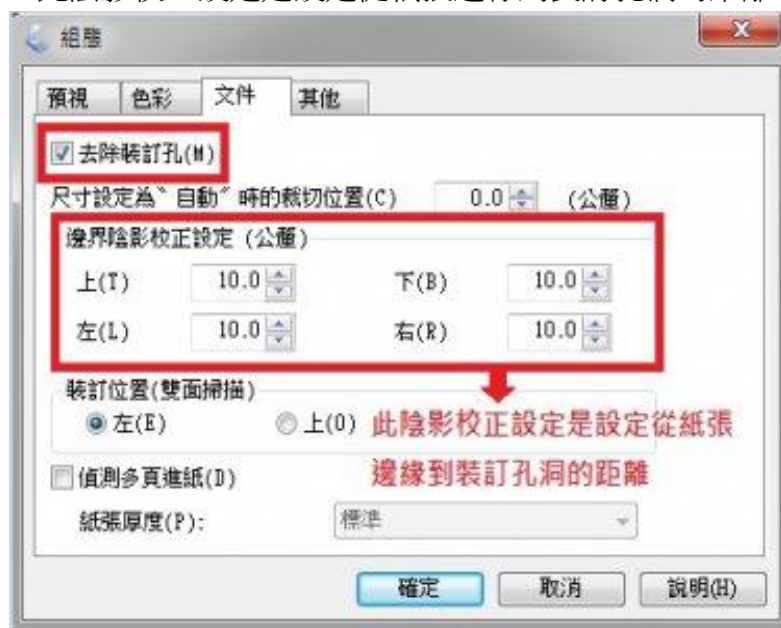 組態
預視 色彩 文件 其他
去除裝訂孔(M)
尺寸設定為〝自動〞時的裁切位置(C) 0.0 (公釐)
邊界陰影校正設定 (公釐)
上(T) 10.0 下(B) 10.0
左(L) 10.0 右(R) 10.0
裝訂位置(雙面掃描)
左(E) 上(O) 此陰影校正設定是設定從紙張
偵測多頁進紙(D) 邊緣到裝訂孔洞的距離
紙張厚度(P): 標準
確定 取消 說明(H)